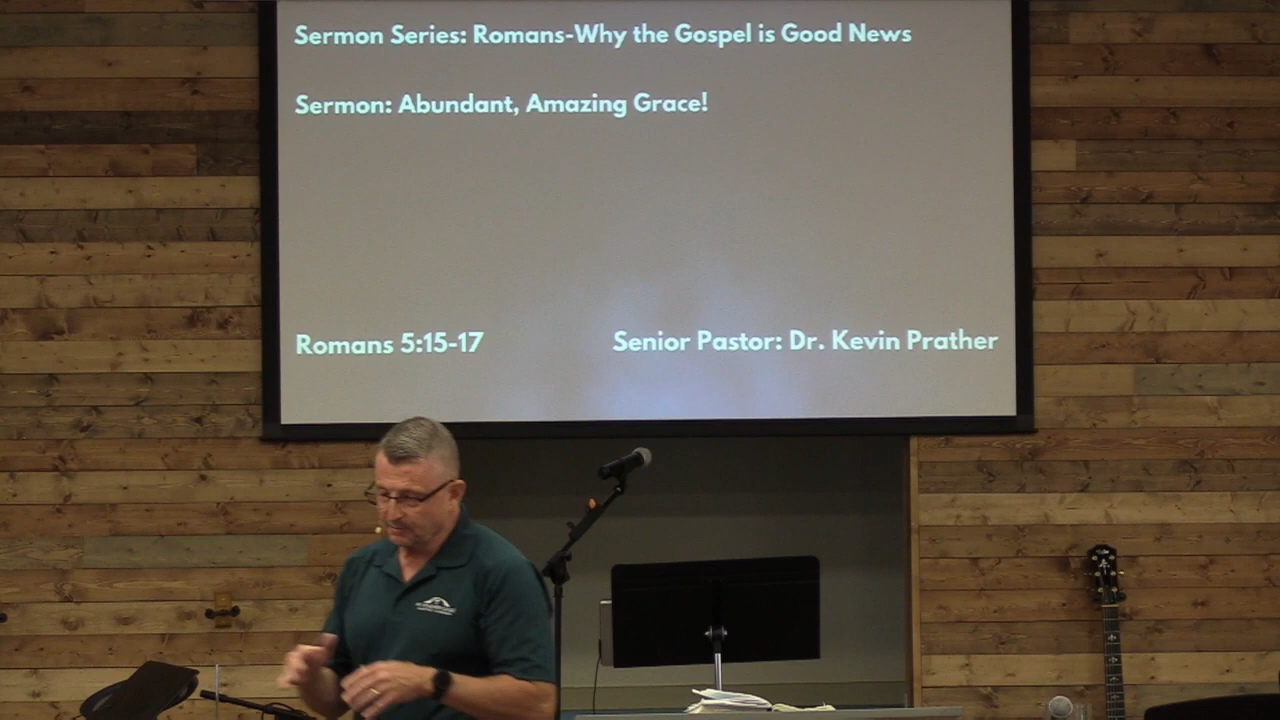 Sermon Series: Romans-Why the Gospel is Good News
Sermon: Abundant, Amazing Grace!
Romans 5:15-17
Senior Pastor: Dr. Kevin Prather